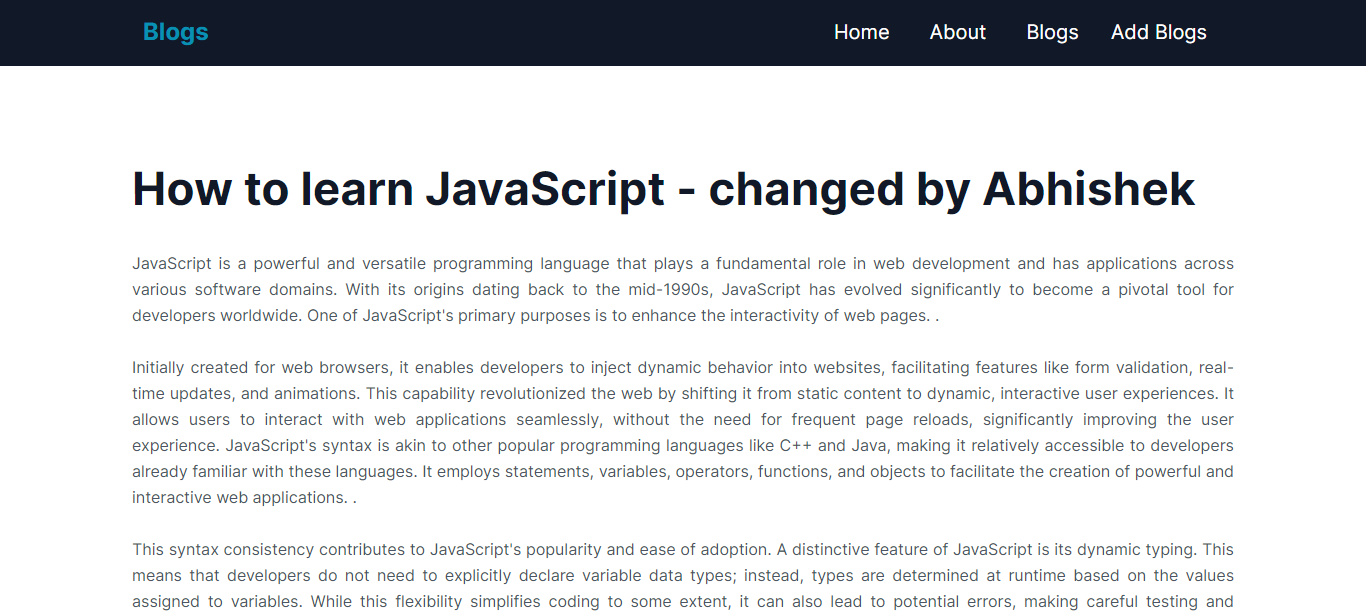 Blogs
Home About Blogs Add Blogs
How to learn JavaScript - changed by Abhishek
JavaScript is a powerful and versatile programming language that plays a fundamental role in web development and has applications across
various software domains. With its origins dating back to the mid-1990s, JavaScript has evolved significantly to become a pivotal tool for
developers worldwide. One of JavaScript's primary purposes is to enhance the interactivity of web pages. .
Initially created for web browsers, it enables developers to inject dynamic behavior into websites, facilitating features like form validation, real-
time updates, and animations. This capability revolutionized the web by shifting it from static content to dynamic, interactive user experiences. It
allows users to interact with web applications seamlessly, without the need for frequent page reloads, significantly improving the user
experience. JavaScript's syntax is akin to other popular programming languages like C++ and Java, making it relatively accessible to developers
already familiar with these languages. It employs statements, variables, operators, functions, and objects to facilitate the creation of powerful and
interactive web applications. .
This syntax consistency contributes to JavaScript's popularity and ease of adoption. A distinctive feature of JavaScript is its dynamic typing. This
means that developers do not need to explicitly declare variable data types; instead, types are determined at runtime based on the values
assigned to variables. While this flexibility simplifies coding to some extent, it can also lead to potential errors, making careful testing and